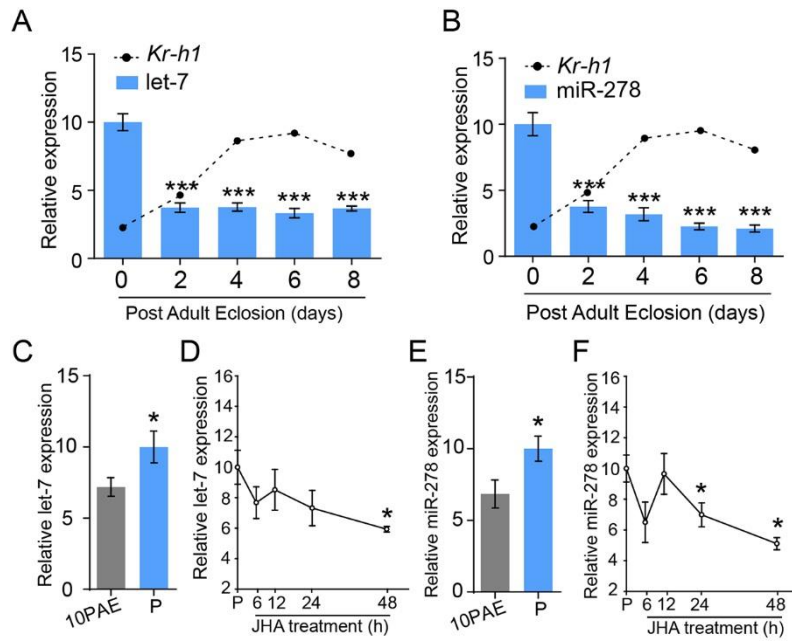 A
Kr-h1
let-7
Relative expression
15
10
5
0
*** *** *** ***
0 2 4 6 8
Post Adult Eclosion (days)
B
Kr-h1
miR-278
Relative expression
15
10
5
0
*** *** *** ***
0 2 4 6 8
Post Adult Eclosion (days)
C
Relative let-7 expression
15
10
5
0
*
10PAE P
D
Relative let-7 expression
16
14
12
10
8
6
4
2
*
P 6 12 24 48
JHA treatment (h)
E
Relative miR-278 expression
15
10
5
0
*
10PAE P
F
Relative miR-278 expression
16
14
12
10
8
6
4
2
* *
P 6 12 24 48
JHA treatment (h)